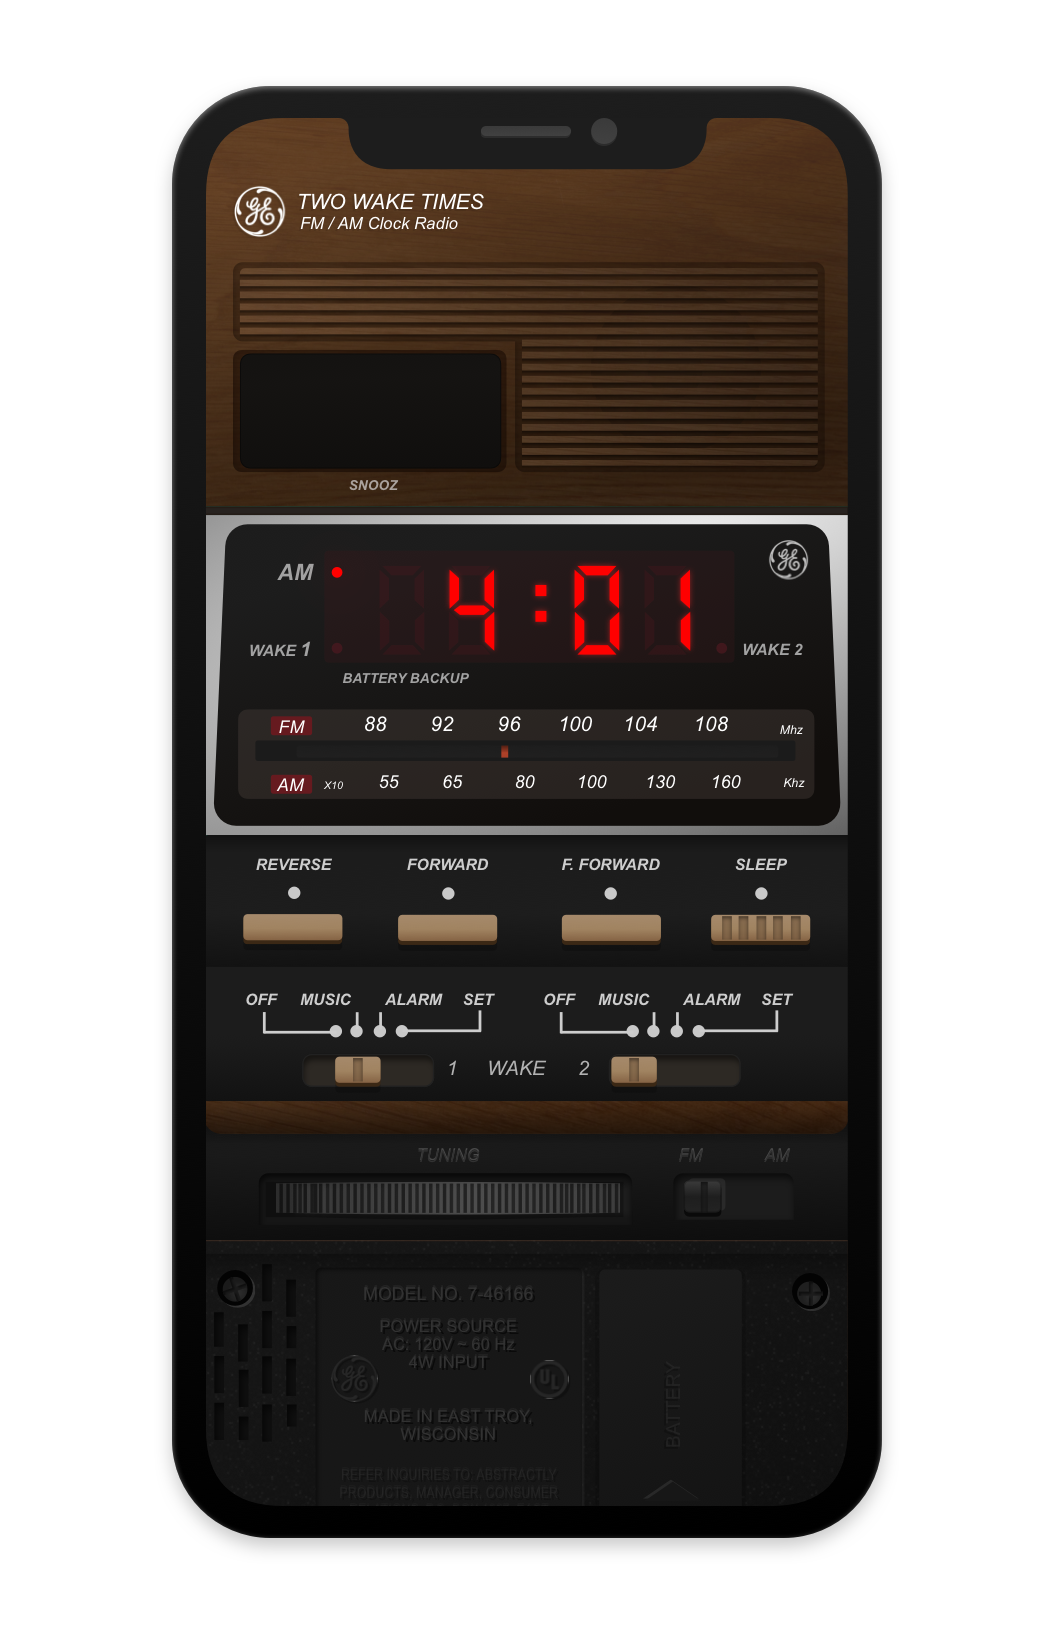 GE TWO WAKE TIMES
FM / AM Clock Radio
SNOOZ
AM 4:01 GE
WAKE 1 WAKE 2
BATTERY BACKUP
FM 88 92 96 100 104 108 Mhz
AM X10 55 65 80 100 130 160 Khz
REVERSE FORWARD F. FORWARD SLEEP
OFF MUSIC ALARM SET OFF MUSIC ALARM SET
1 WAKE 2
TUNING FM AM
MODEL NO. 7-46166
POWER SOURCE
AC: 120V ~ 60 Hz
4W INPUT
GE UL
MADE IN EAST TROY,
WISCONSIN
BATTERY
REFER INQUIRIES TO: ABSTRACTLY
PRODUCTS, MANAGER, CONSUMER